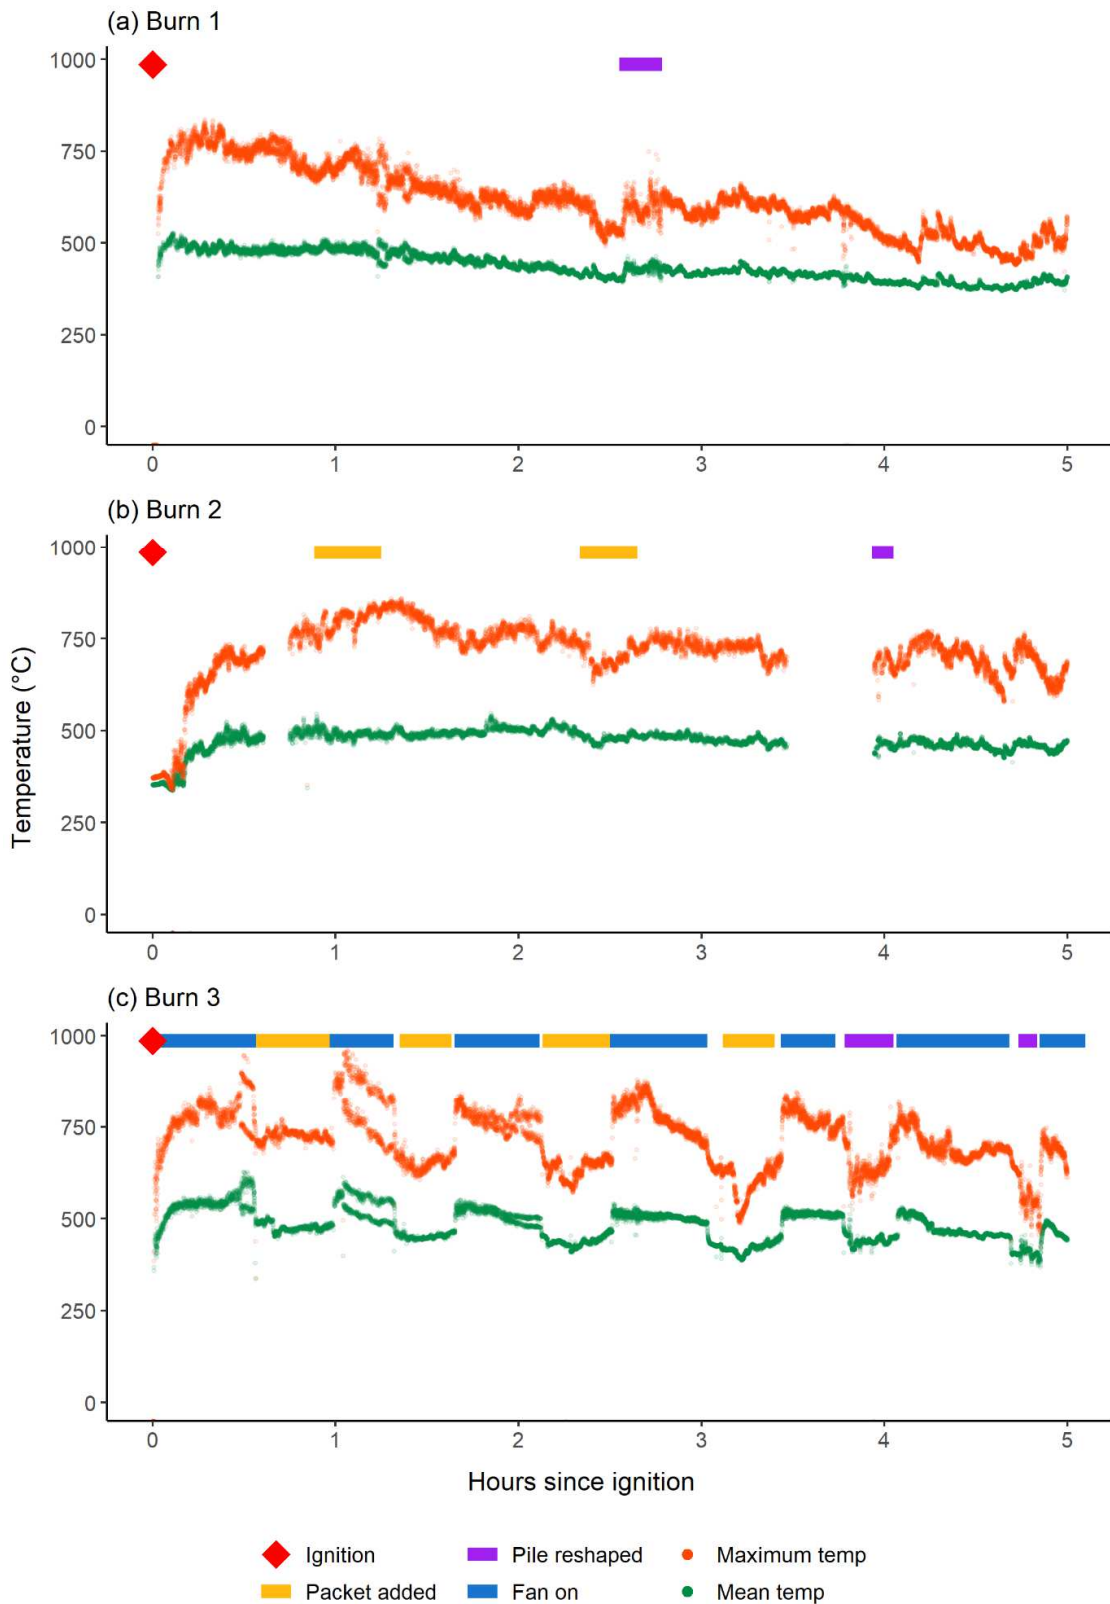 (a) Burn 1
1000
750
500
250
0
0 1 2 3 4 5
(b) Burn 2
1000
750
500
250
0
0 1 2 3 4 5
Temperature (°C)
(c) Burn 3
1000
750
500
250
0
0 1 2 3 4 5
Hours since ignition
Ignition Pile reshaped Maximum temp
Packet added Fan on Mean temp